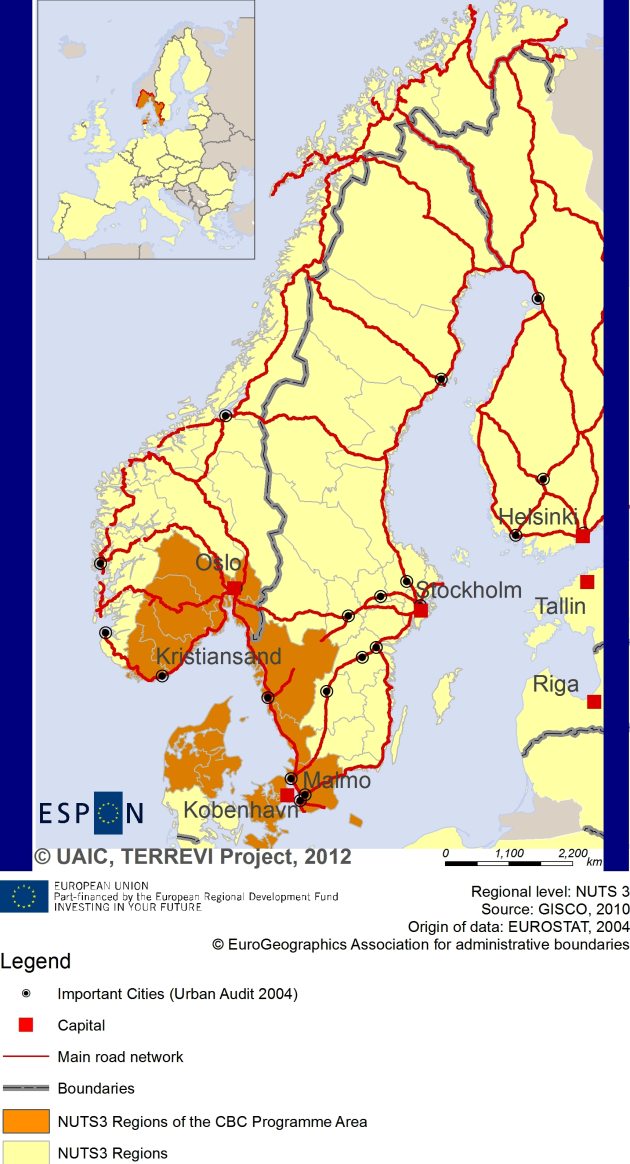 Helsinki
Oslo
Stockholm
Tallin
Kristiansand
Riga
Malmo
Kobenhavn
ESPON
© UAIC, TERREVI Project, 2012
0 1,100 2,200
km
EUROPEAN UNION
Part-financed by the European Regional Development Fund
INVESTING IN YOUR FUTURE
Regional level: NUTS 3
Source: GISCO, 2010
Origin of data: EUROSTAT, 2004
© EuroGeographics Association for administrative boundaries
Legend
Important Cities (Urban Audit 2004)
Capital
Main road network
Boundaries
NUTS3 Regions of the CBC Programme Area
NUTS3 Regions